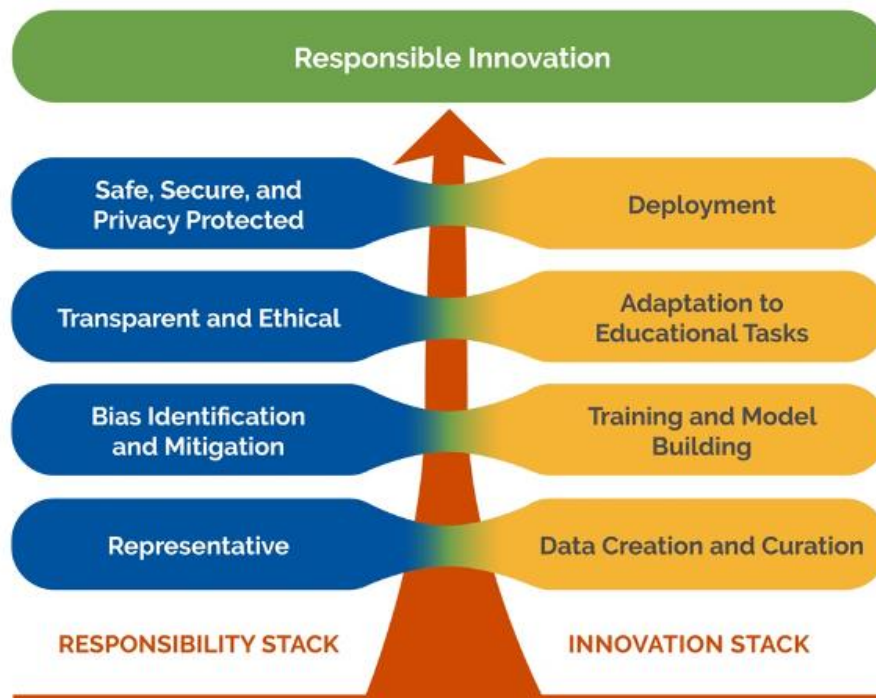 Responsible Innovation
Safe, Secure, and
Privacy Protected
Deployment
Transparent and Ethical
Adaptation to
Educational Tasks
Bias Identification
and Mitigation
Training and Model
Building
Representative
Data Creation and Curation
RESPONSIBILITY STACK
INNOVATION STACK